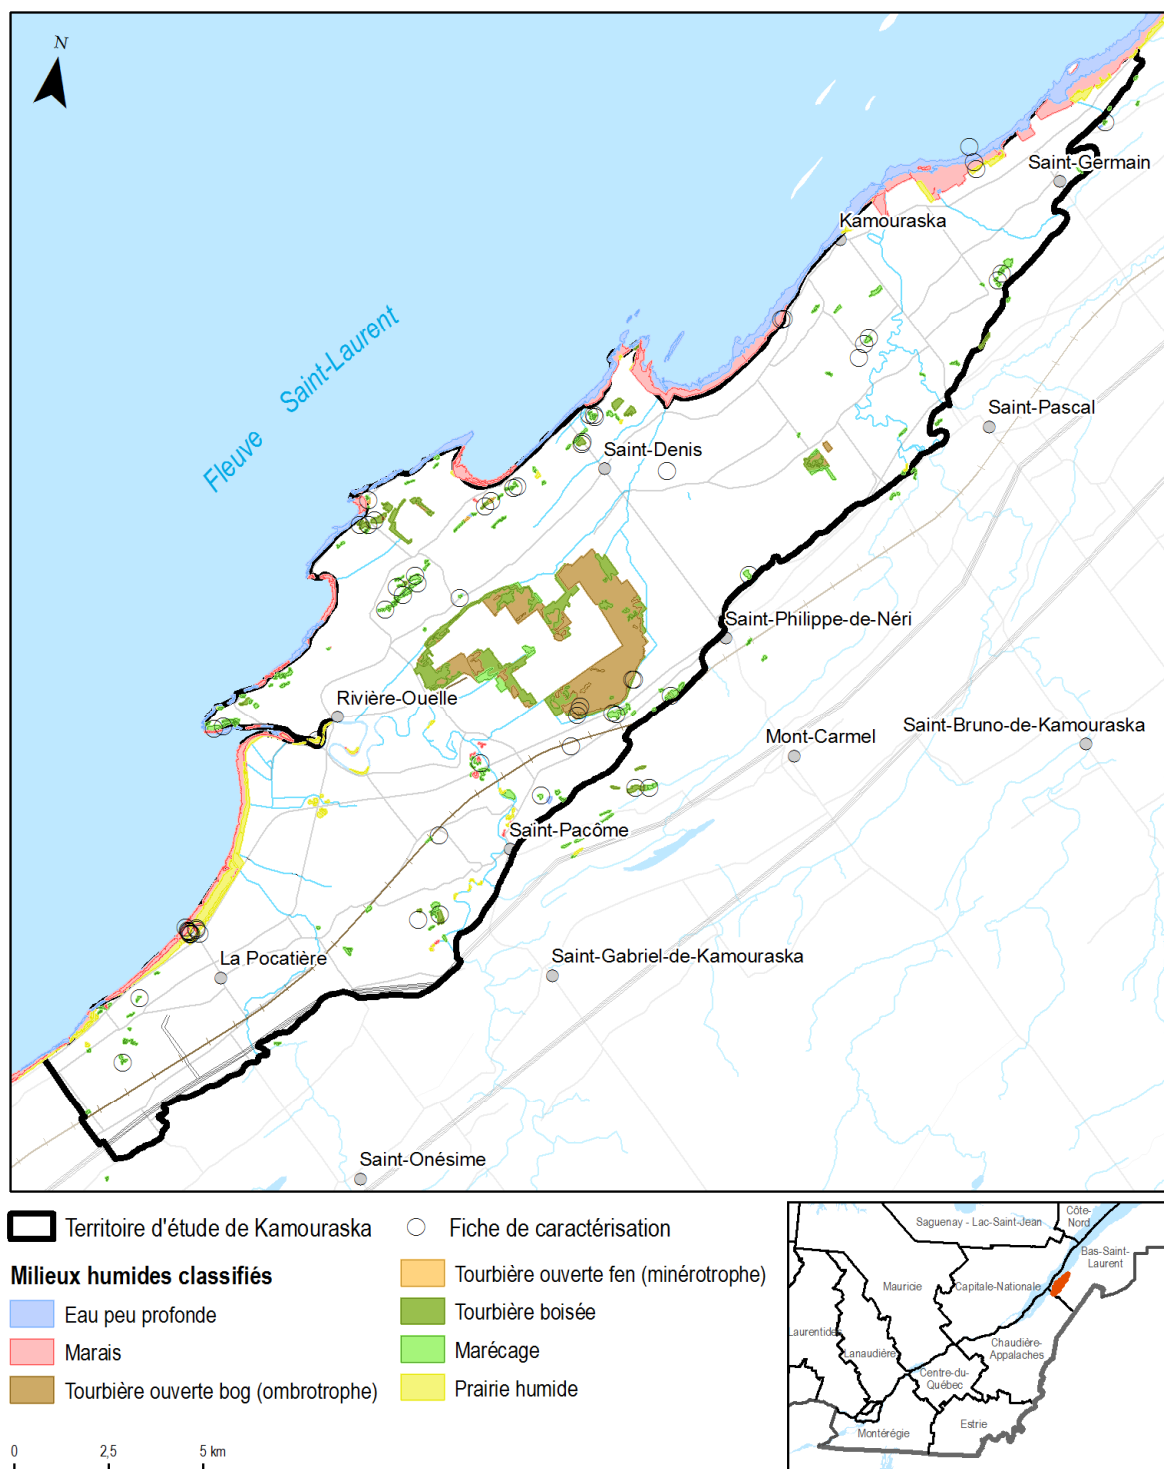 N
Saint-Germain
Kamouraska
Fleuve Saint-Laurent
Saint-Pascal
Saint-Denis
Saint-Philippe-de-Néri
Rivière-Ouelle
Saint-Bruno-de-Kamouraska
Mont-Carmel
Saint-Pacôme
La Pocatière
Saint-Gabriel-de-Kamouraska
Saint-Onésime
Territoire d'étude de Kamouraska
Fiche de caractérisation
Milieux humides classifiés
Eau peu profonde
Marais
Tourbière ouverte bog (ombrotrophe)
Tourbière ouverte fen (minérotrophe)
Tourbière boisée
Marécage
Prairie humide
0 2,5 5 km
Saguenay - Lac-Saint-Jean
Côte-
Nord
Bas-Saint-
Laurent
Mauricie
Capitale-Nationale
Laurentides
Lanaudière
Chaudière-
Appalaches
Centre-du-
Québec
Montérégie
Estrie